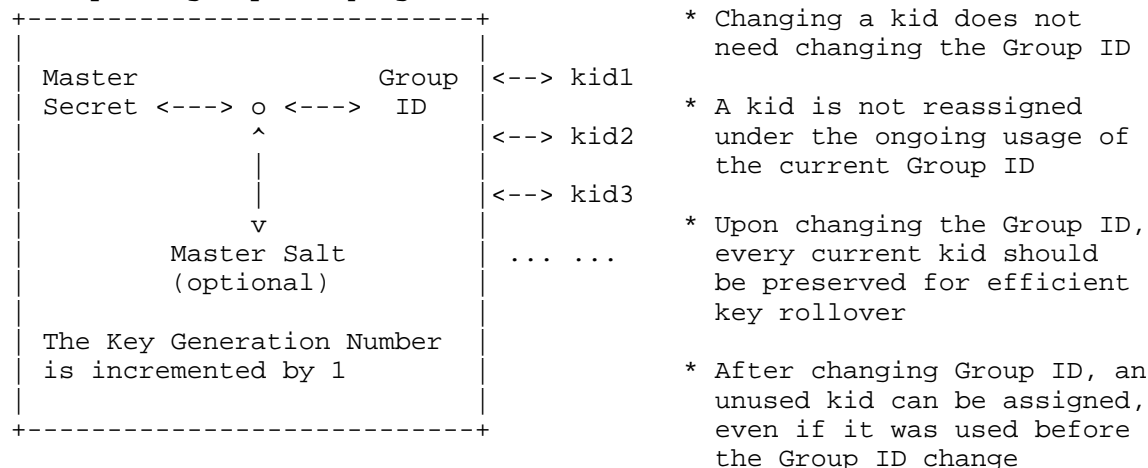 +-----------------------------+ * Changing a kid does not
| | need changing the Group ID
| Master Group |<--> kid1
| Secret <---> o <---> ID | * A kid is not reassigned
| ^ |<--> kid2 under the ongoing usage of
| | | the current Group ID
| | |<--> kid3
| v | * Upon changing the Group ID,
| Master Salt | ... ... every current kid should
| (optional) | be preserved for efficient
| | key rollover
| The Key Generation Number |
| is incremented by 1 | * After changing Group ID, an
| | unused kid can be assigned,
+-----------------------------+ even if it was used before
the Group ID change